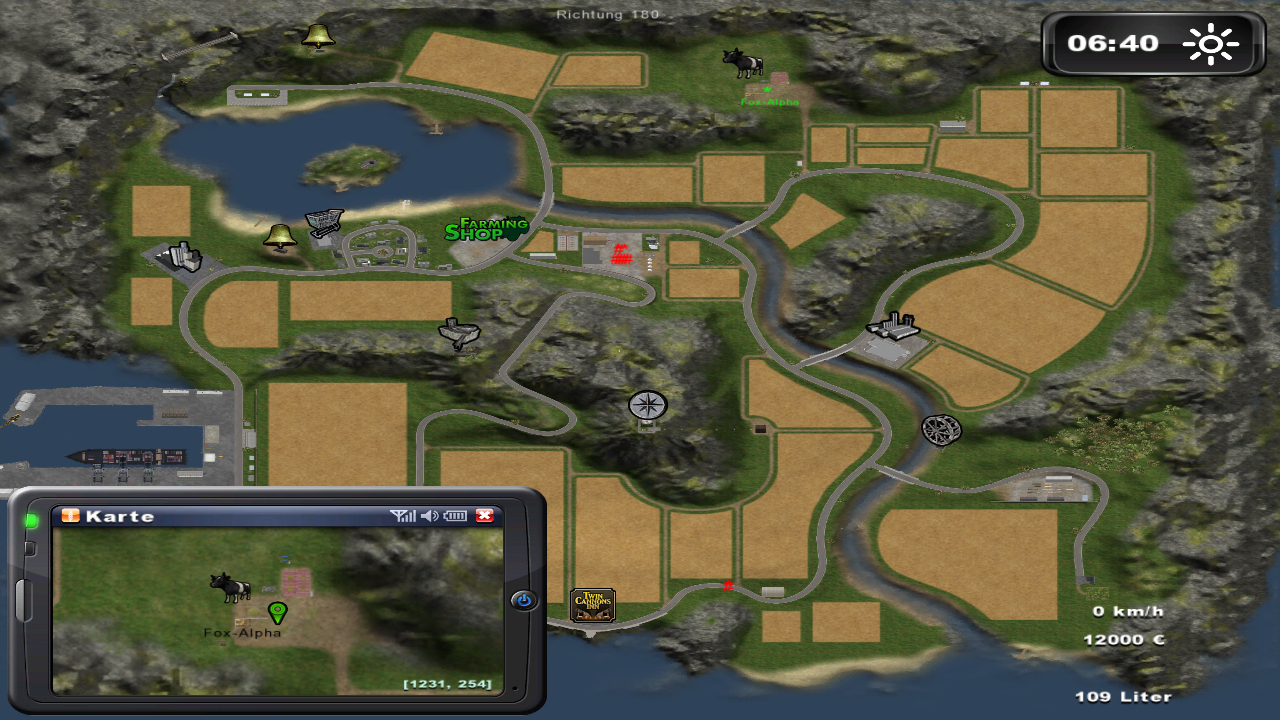 Richtung 180
06:40
Fox-Alpha
FARMING
SHOP
Karte
Fox-Alpha
[1231, 254]
TWIN
CANNONS
INN
0 km/h
12000 €
109 Liter